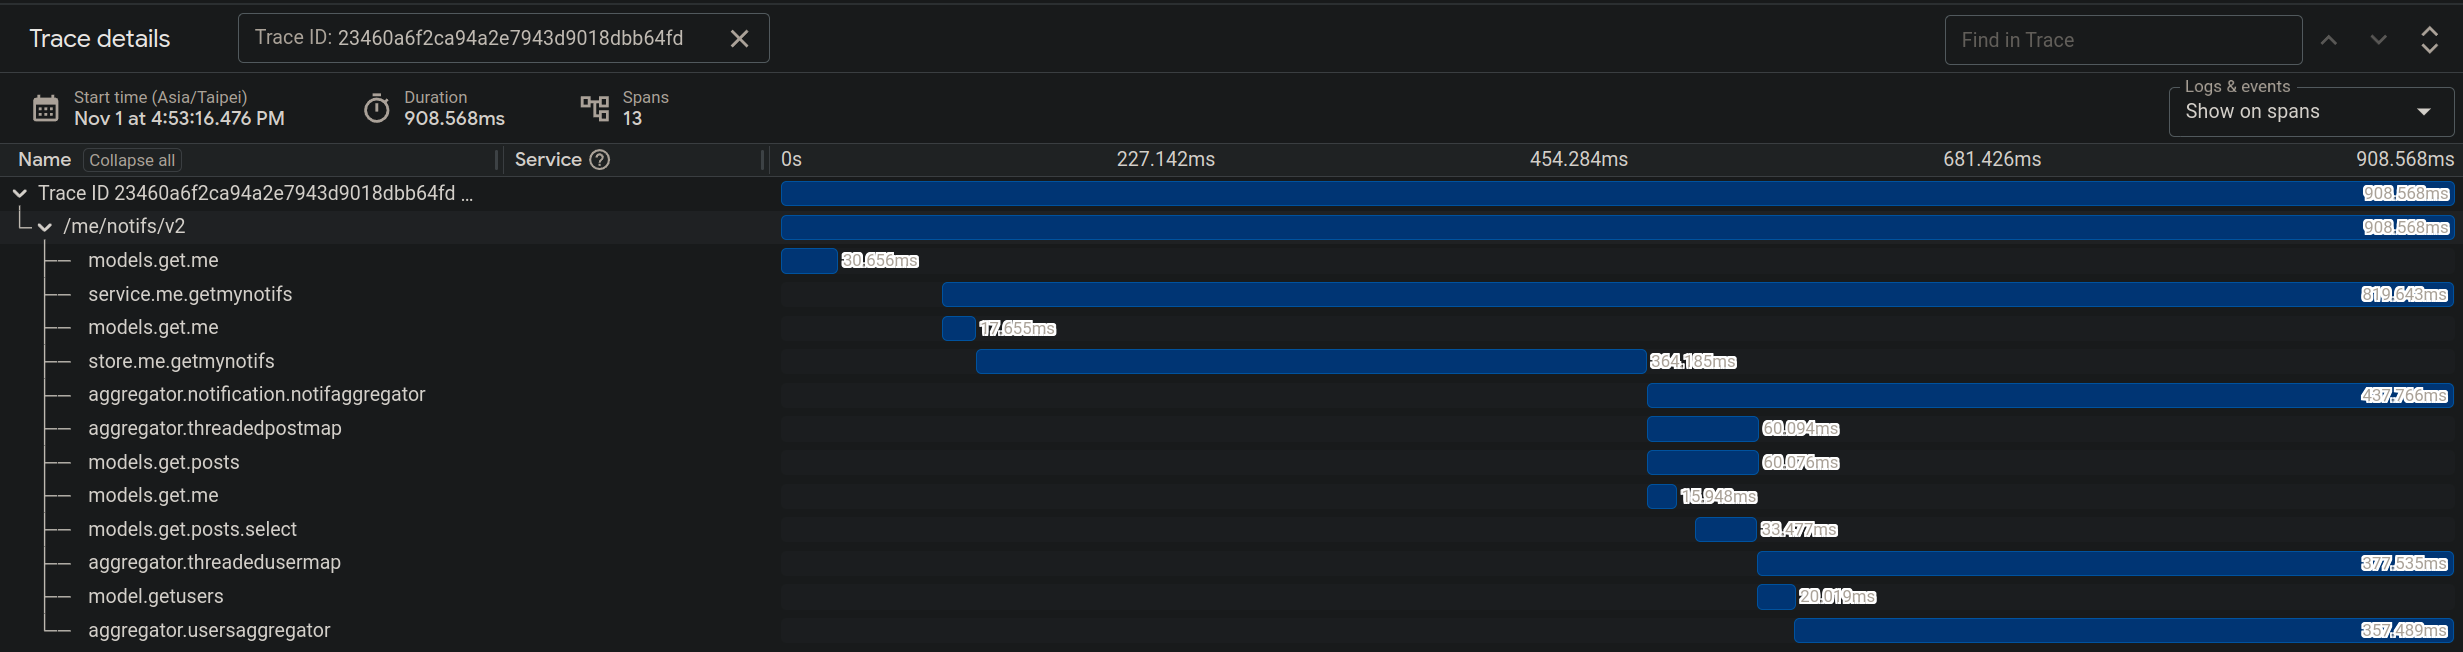 Trace details
Trace ID: 23460a6f2ca94a2e7943d9018dbb64fd
Find in Trace
Start time (Asia/Taipei)
Nov 1 at 4:53:16.476 PM
Duration
908.568ms
Spans
13
Logs & events
Show on spans
Name Collapse all Service 0s 227.142ms 454.284ms 681.426ms 908.568ms
Trace ID 23460a6f2ca94a2e7943d9018dbb64fd ... 908.568ms
/me/notifs/v2 908.568ms
models.get.me 30.656ms
service.me.getmynotifs 819.643ms
models.get.me 17.655ms
store.me.getmynotifs 364.185ms
aggregator.notification.notifaggregator 437.766ms
aggregator.threadedpostmap 60.094ms
models.get.posts 60.076ms
models.get.me 15.948ms
models.get.posts.select 33.477ms
aggregator.threadedusermap 377.535ms
model.getusers 20.019ms
aggregator.usersaggregator 357.489ms